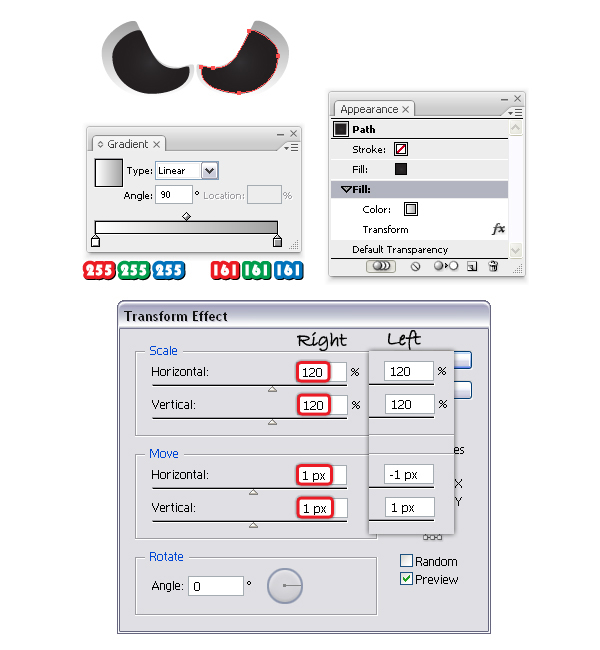 Appearance ×
Path
Stroke:
Fill:
Fill:
Color:
Transform fx
Default Transparency
Gradient ×
Type: Linear
Angle: 90 ° Location: %
255 255 255 161 161 161
Transform Effect
Right Left
Scale
Horizontal: 120 % 120 %
Vertical: 120 % 120 %
es
Move
Horizontal: 1 px -1 px X
Vertical: 1 px 1 px Y
Rotate
Angle: 0 °
Random
Preview